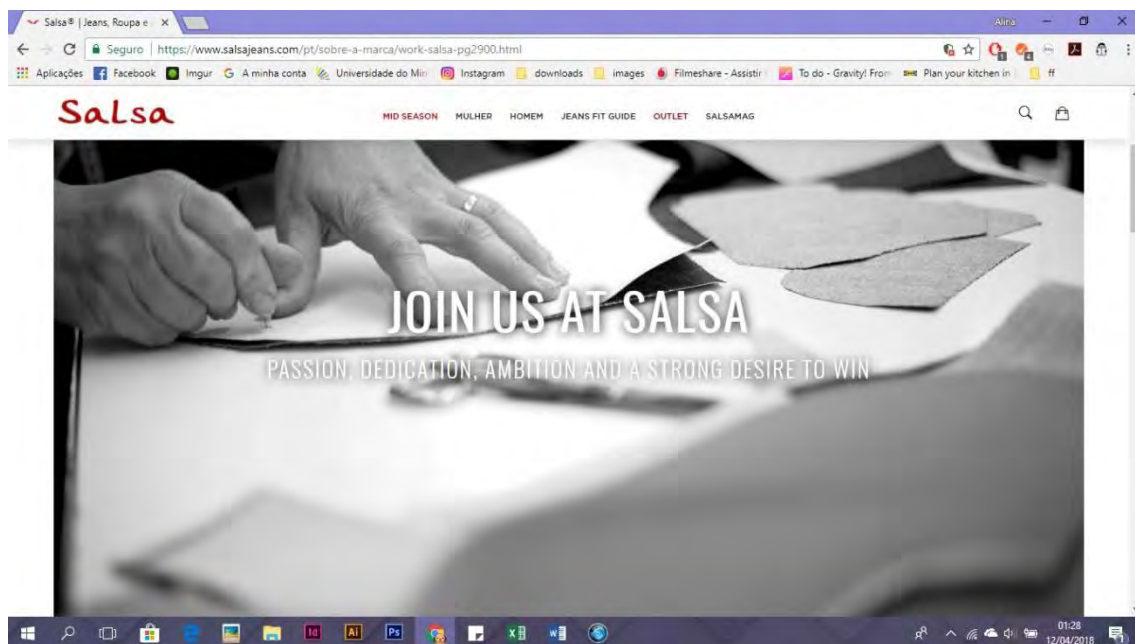 Salsa® | Jeans, Roupa e
Alina
Seguro | https://www.salsajeans.com/pt/sobre-a-marca/work-salsa-pg2900.html
Aplicações Facebook Imgur A minha conta Universidade do Min Instagram downloads images Filmeshare - Assistir To do - Gravity! From Plan your kitchen in ff
Salsa
MID SEASON MULHER HOMEM JEANS FIT GUIDE OUTLET SALSAMAG
JOIN US AT SALSA
PASSION, DEDICATION, AMBITION AND A STRONG DESIRE TO WIN
Id Ai Ps
01:28
12/04/2018